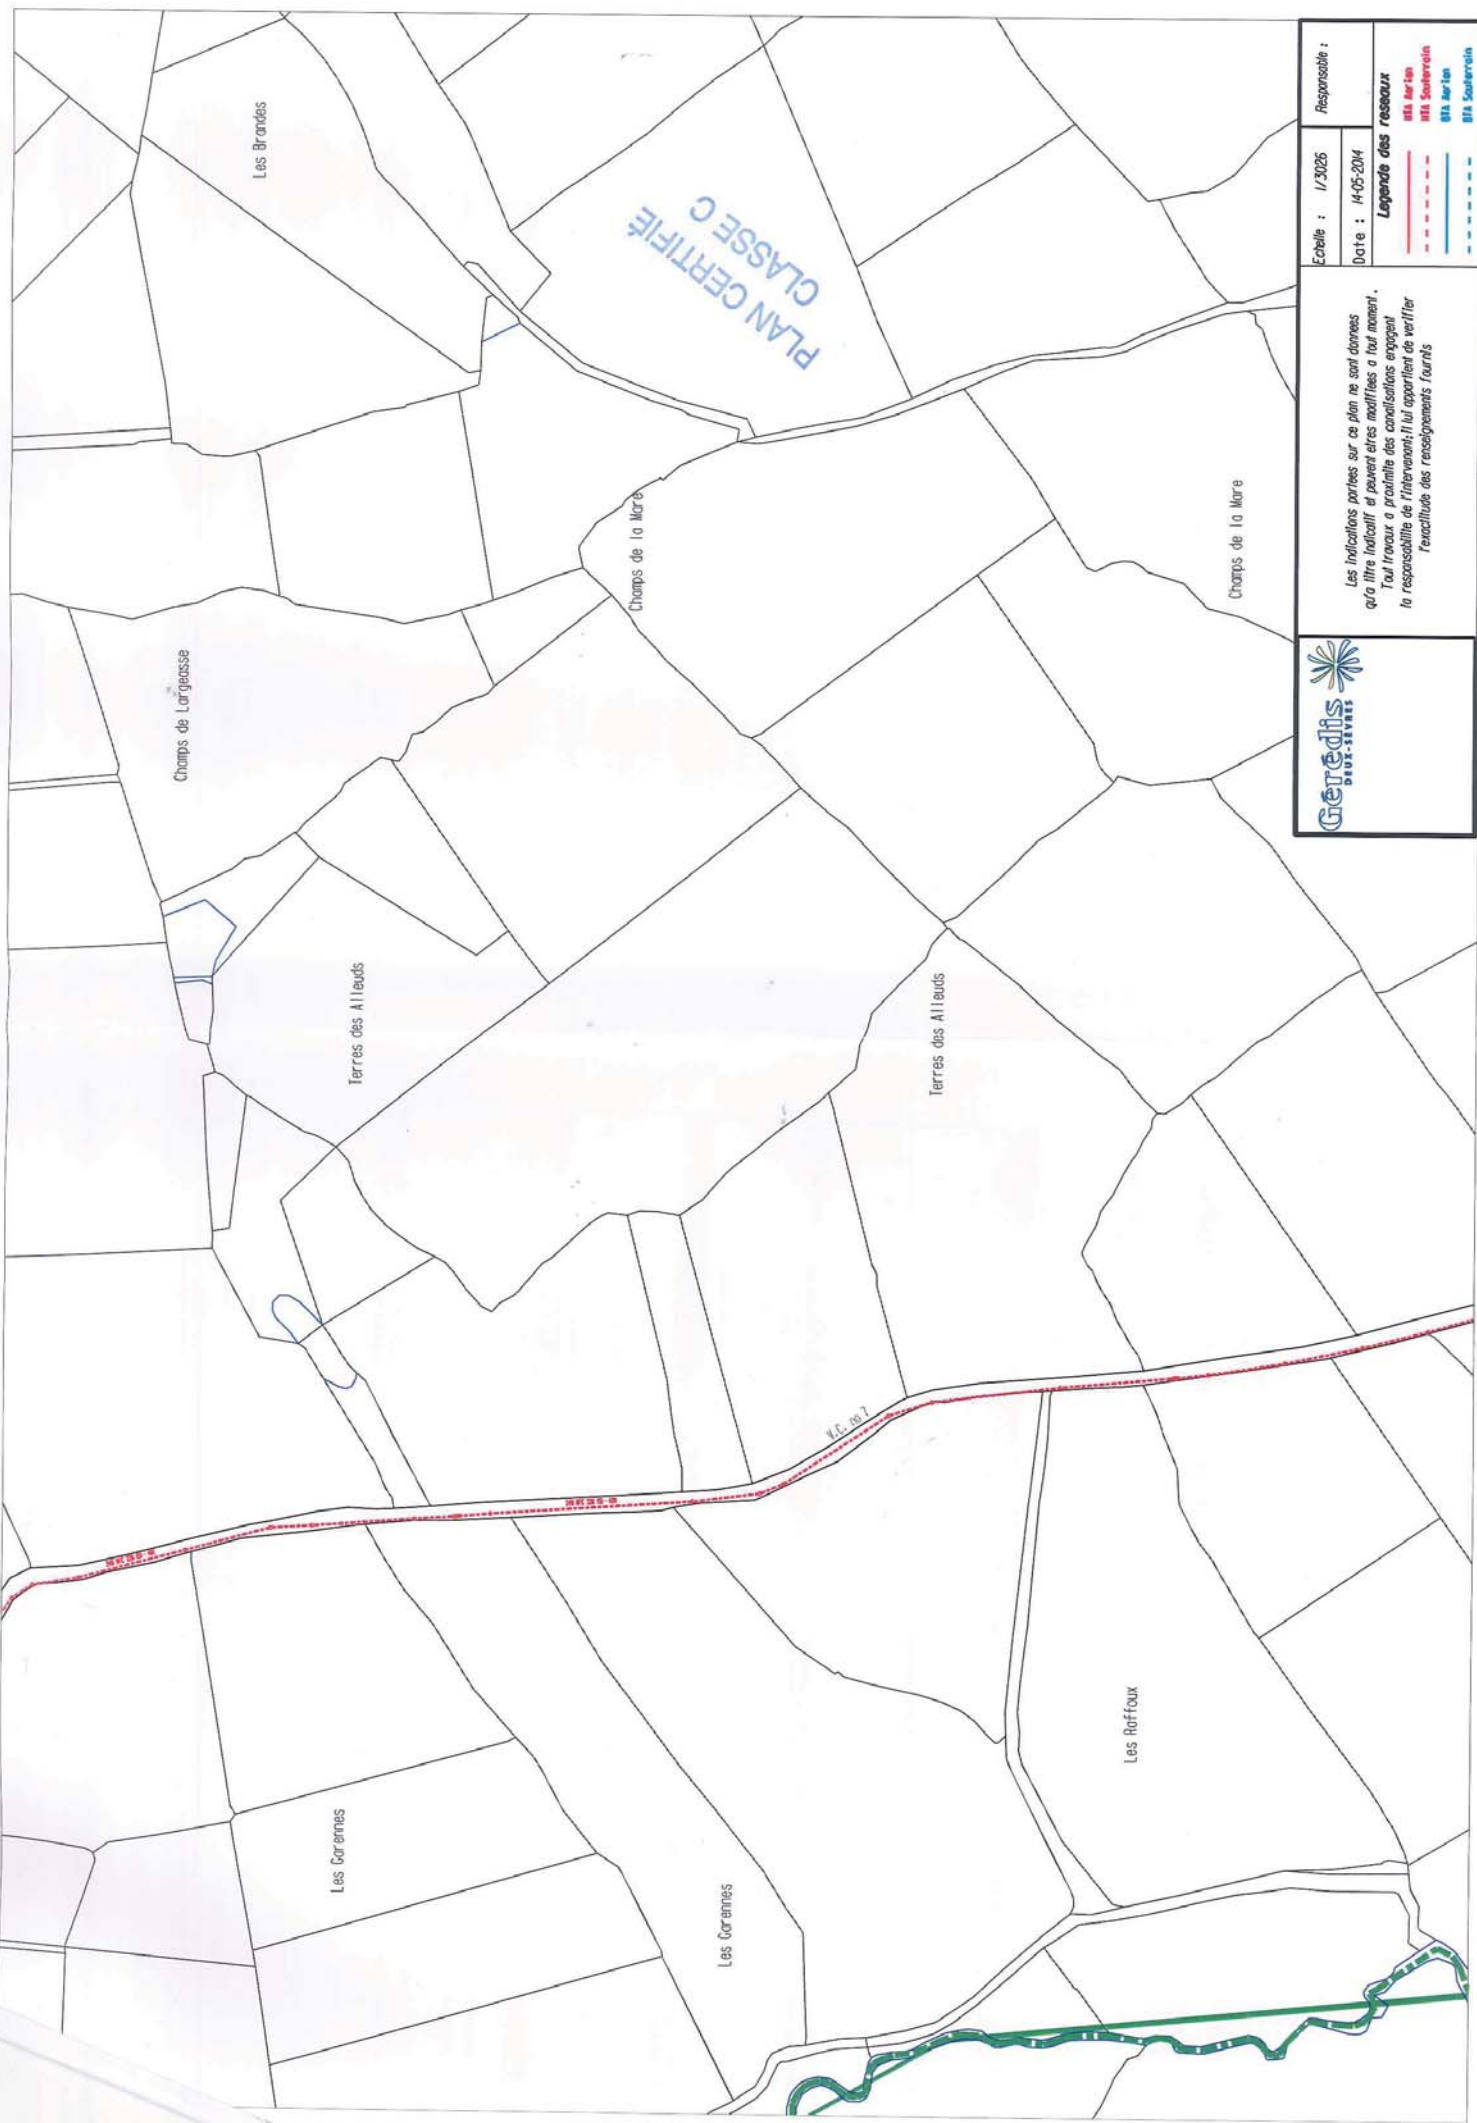 Les Brandes
PLAN CERTIFIÉ
CLASSE C
Champs de Largeasse
Champs de la Mare
Champs de la Mare
Terres des Alleuds
Terres des Alleuds
V.C. no 7
Les Garennes
Les Garennes
Les Raffoux
Gérédis
DEUX-SÈVRES
Les indications portees sur ce plan ne sont donnees
qu'a titre indicatif et peuvent etres modifiees a tout moment.
Tout travaux a proximite des canalisations engagent
la responsabilite de l'intervenant; il lui appartient de verifier
l'exactitude des renseignements fournis
Echelle : 1/3026
Responsable :
Date : 14-05-2014
Legende des reseaux
HTA Aerien
HTA Souterrain
BTA Aerien
BTA Souterrain